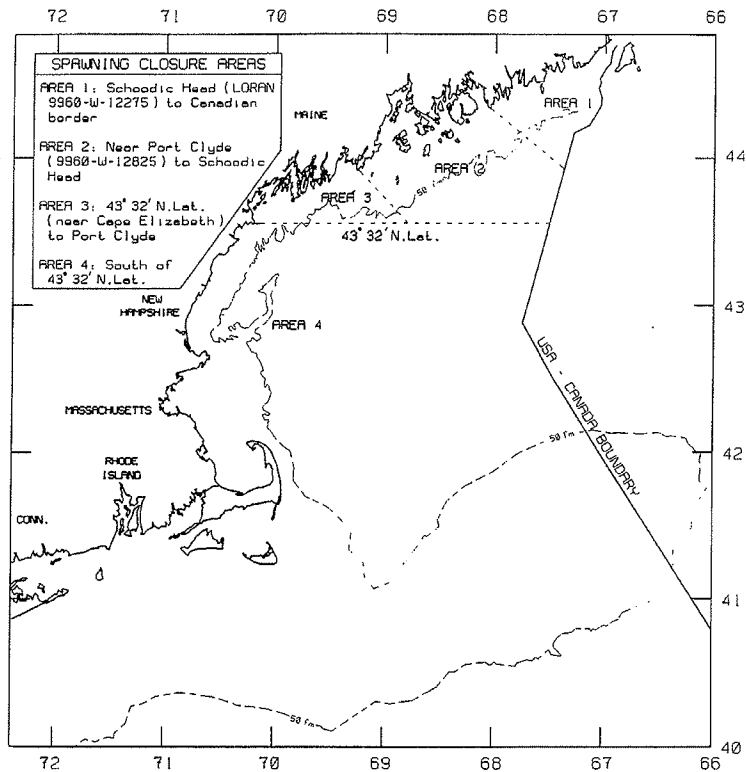 72 71 70 69 68 67 66
SPAWNING CLOSURE AREAS
AREA 1: Schoodic Head (LORAN
9960-W-12275) to Canadian
border
AREA 2: Near Port Clyde
(9960-W-12825) to Schoodic
Head
AREA 3: 43° 32' N.Lat.
(near Cape Elizabeth)
to Port Clyde
AREA 4: South of
43° 32' N.Lat.
MAINE
AREA 1
44
AREA 2
50
AREA 3
43° 32' N.Lat.
NEW
HAMPSHIRE
43
AREA 4
USA - CANADA BOUNDARY
MASSACHUSETTS
50 fm
42
RHODE
ISLAND
CONN.
41
50 fm
40
72 71 70 69 68 67 66